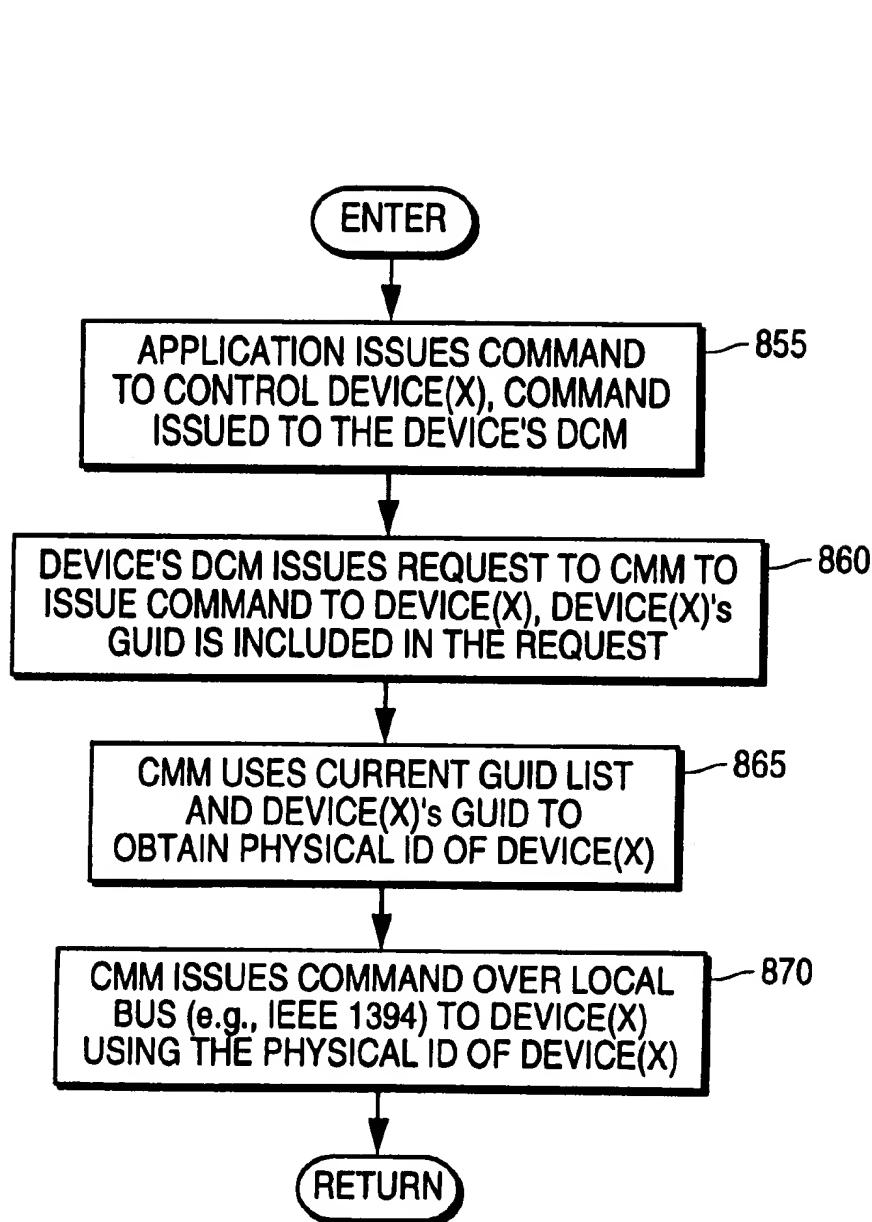 ENTER
APPLICATION ISSUES COMMAND
TO CONTROL DEVICE(X), COMMAND
ISSUED TO THE DEVICE'S DCM
855
DEVICE'S DCM ISSUES REQUEST TO CMM TO
ISSUE COMMAND TO DEVICE(X), DEVICE(X)'s
GUID IS INCLUDED IN THE REQUEST
860
CMM USES CURRENT GUID LIST
AND DEVICE(X)'s GUID TO
OBTAIN PHYSICAL ID OF DEVICE(X)
865
CMM ISSUES COMMAND OVER LOCAL
BUS (e.g., IEEE 1394) TO DEVICE(X)
USING THE PHYSICAL ID OF DEVICE(X)
870
RETURN